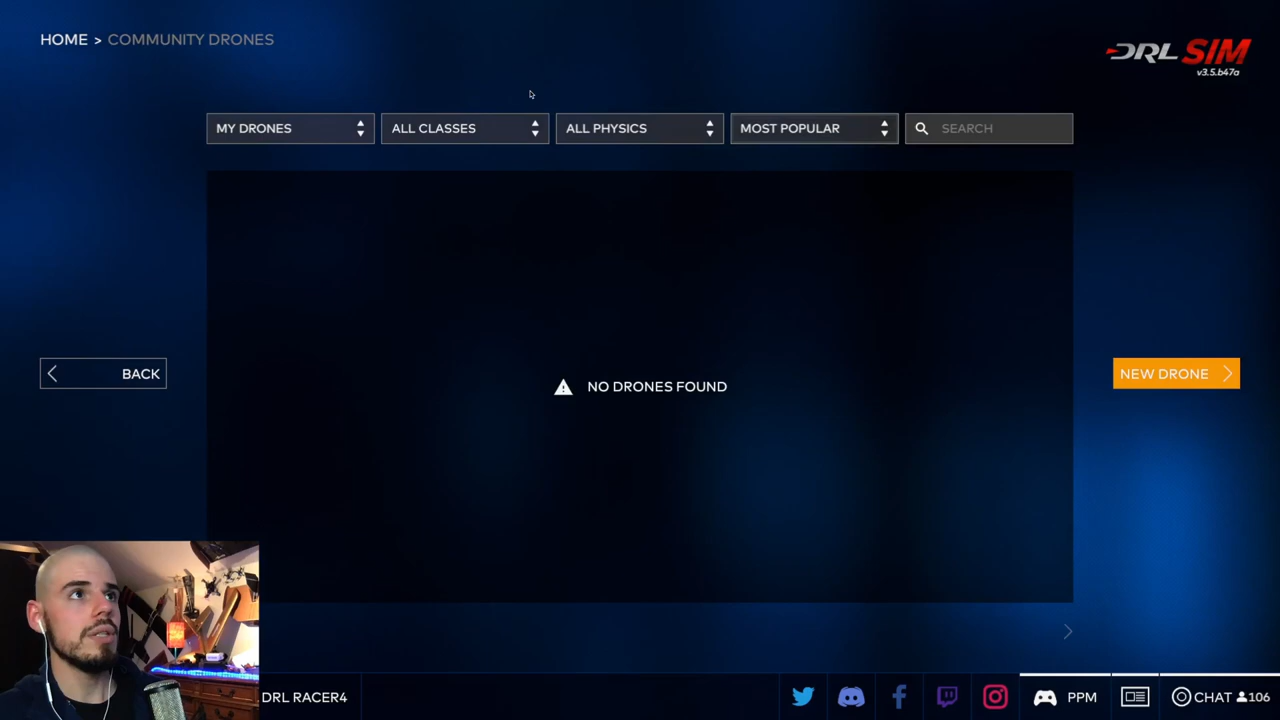 HOME > COMMUNITY DRONES
DRL SIM
v3.5.b47a
MY DRONES
ALL CLASSES
ALL PHYSICS
MOST POPULAR
SEARCH
NO DRONES FOUND
BACK
NEW DRONE
DRL RACER4
PPM
CHAT 106